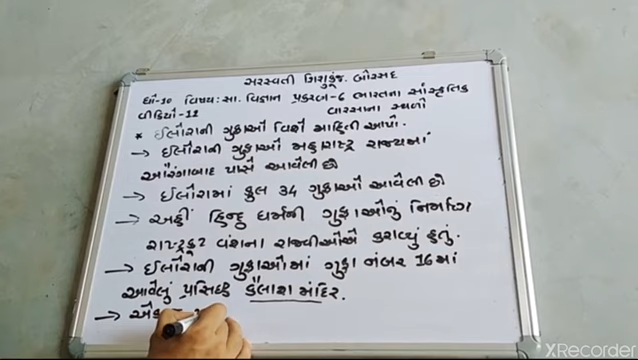 સરસ્વતી શિશુકુંજ. બોરસદ
ધો-10 વિષય: સા. વિજ્ઞાન પ્રકરણ-6 ભારતના સાંસ્કૃતિક
વીડિયો-11 વારસાના સ્થળો
* ઈલોરાની ગુફાઓ વિશે માહિતી આપો.
→ ઈલોરાની ગુફાઓ મહારાષ્ટ્ર રાજ્યમાં
ઔરંગાબાદ પાસે આવેલી છે
→ ઈલોરામાં કુલ 34 ગુફાઓ આવેલી છે
→ અહીં હિન્દુ ધર્મની ગુફાઓનું નિર્માણ
રાષ્ટ્રકૂટ વંશના રાજવીઓએ કરાવ્યું હતું.
→ ઈલોરાની ગુફાઓમાં ગુફા નંબર 16માં
આવેલું પ્રસિદ્ધ કૈલાશ મંદિર.
→ એક
XRecorder